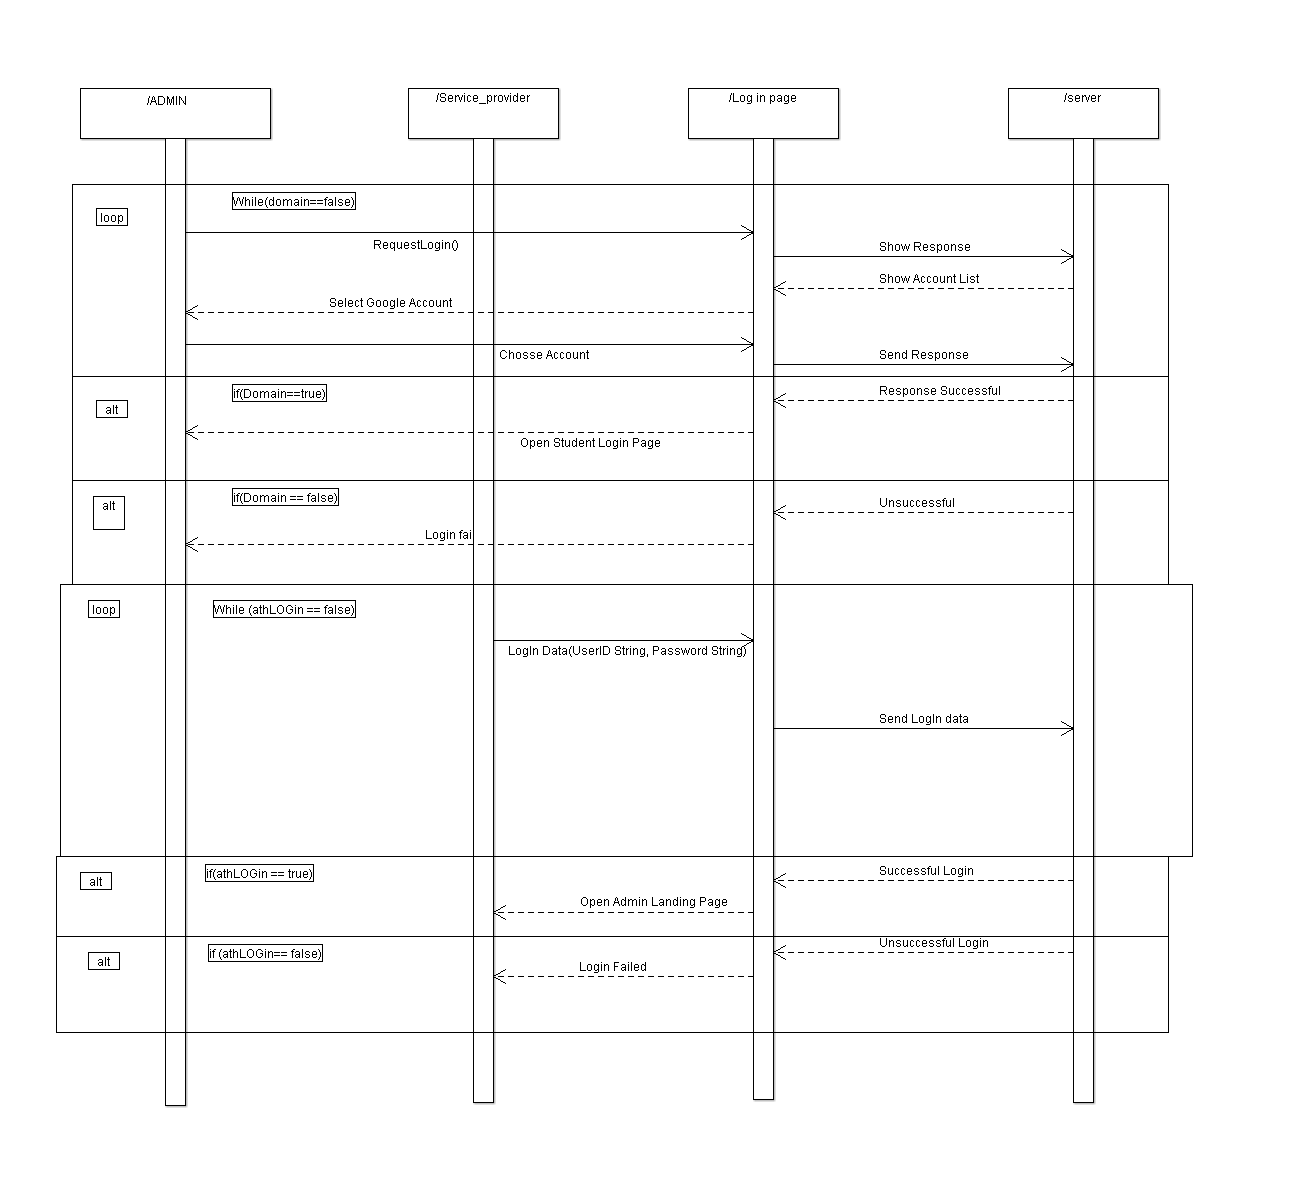 /ADMIN
/Service_provider
/Log in page
/server
While(domain==false)
loop
RequestLogin()
Show Response
Show Account List
Select Google Account
Chosse Account
Send Response
if(Domain==true)
alt
Response Successful
Open Student Login Page
if(Domain == false)
alt
Unsuccessful
Login fai
loop
While (athLOGin == false)
LogIn Data(UserID String, Password String)
Send LogIn data
if(athLOGin == true)
alt
Successful Login
Open Admin Landing Page
if (athLOGin== false)
alt
Unsuccessful Login
Login Failed